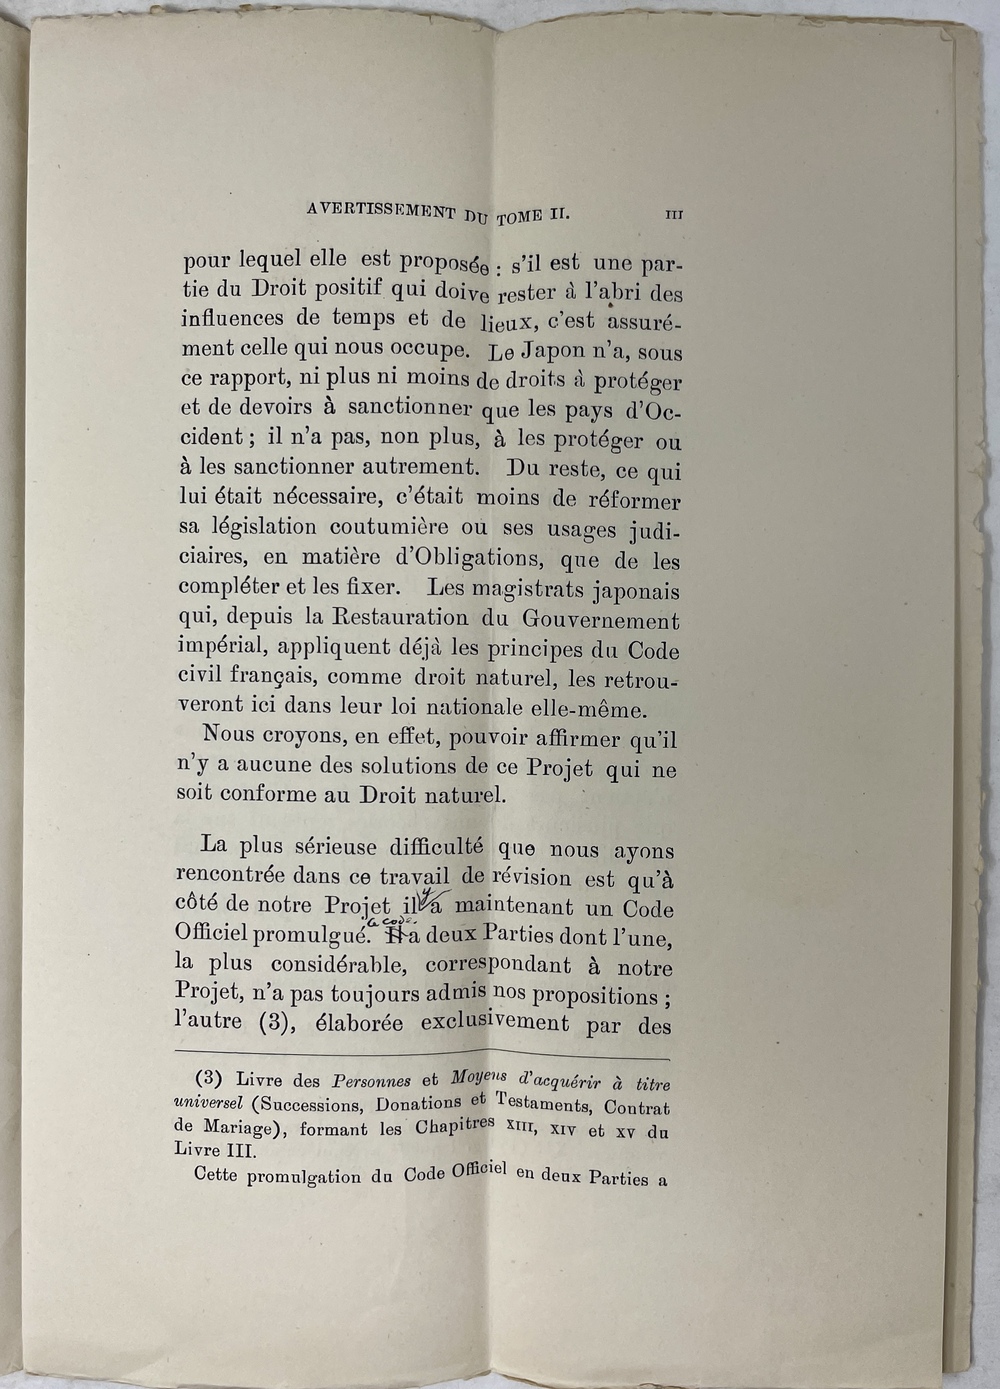 AVERTISSEMENT DU TOME II. III
pour lequel elle est proposée : s'il est une par-
tie du Droit positif qui doive rester à l'abri des
influences de temps et de lieux, c'est assuré-
ment celle qui nous occupe. Le Japon n'a, sous
ce rapport, ni plus ni moins de droits à protéger
et de devoirs à sanctionner que les pays d'Oc-
cident ; il n'a pas, non plus, à les protéger ou
à les sanctionner autrement. Du reste, ce qui
lui était nécessaire, c'était moins de réformer
sa législation coutumière ou ses usages judi-
ciaires, en matière d'Obligations, que de les
compléter et les fixer. Les magistrats japonais
qui, depuis la Restauration du Gouvernement
impérial, appliquent déjà les principes du Code
civil français, comme droit naturel, les retrou-
veront ici dans leur loi nationale elle-même.
Nous croyons, en effet, pouvoir affirmer qu'il
n'y a aucune des solutions de ce Projet qui ne
soit conforme au Droit naturel.
La plus sérieuse difficulté que nous ayons
rencontrée dans ce travail de révision est qu'à
côté de notre Projet il y a maintenant un Code
Officiel promulgué. Ce code Il a deux Parties dont l'une,
la plus considérable, correspondant à notre
Projet, n'a pas toujours admis nos propositions ;
l'autre (3), élaborée exclusivement par des
(3) Livre des Personnes et Moyens d'acquérir à titre
universel (Successions, Donations et Testaments, Contrat
de Mariage), formant les Chapitres XIII, XIV et XV du
Livre III.
Cette promulgation du Code Officiel en deux Parties a